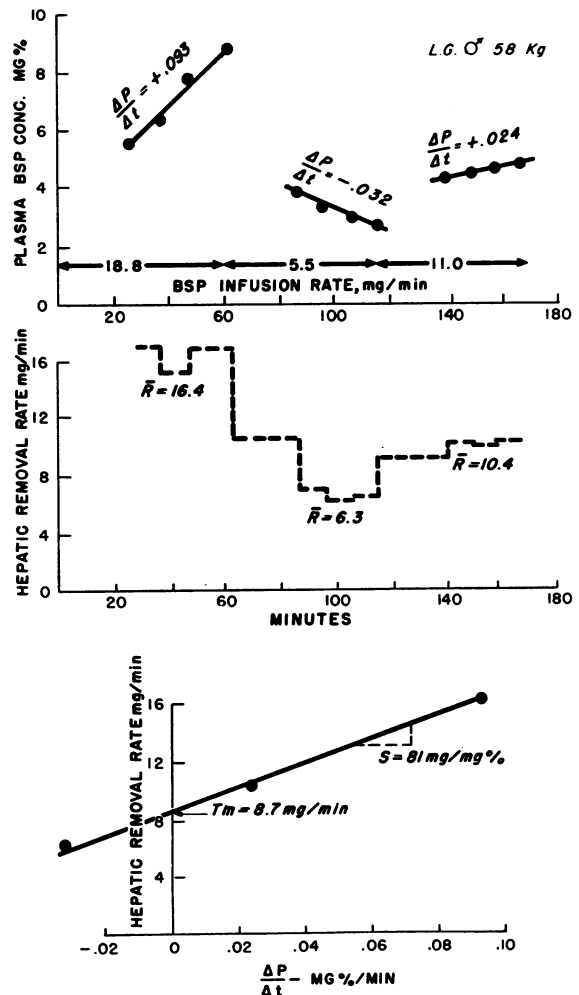 L.G. ♂ 58 Kg
PLASMA BSP CONC. MG%
10
8
6
4
2
0
ΔP/Δt = +.093
ΔP/Δt = -.032
ΔP/Δt = +.024
18.8
5.5
11.0
BSP INFUSION RATE, mg/min
20
60
100
140
180
HEPATIC REMOVAL RATE mg/min
16
12
8
4
0
R̄ = 16.4
R̄ = 6.3
R̄ = 10.4
20
60
100
140
180
MINUTES
HEPATIC REMOVAL RATE mg/min
16
12
8
4
S = 81 mg/mg%
Tm = 8.7 mg/min
-.02
0
.02
.04
.06
.08
.10
ΔP/Δt - MG%/MIN